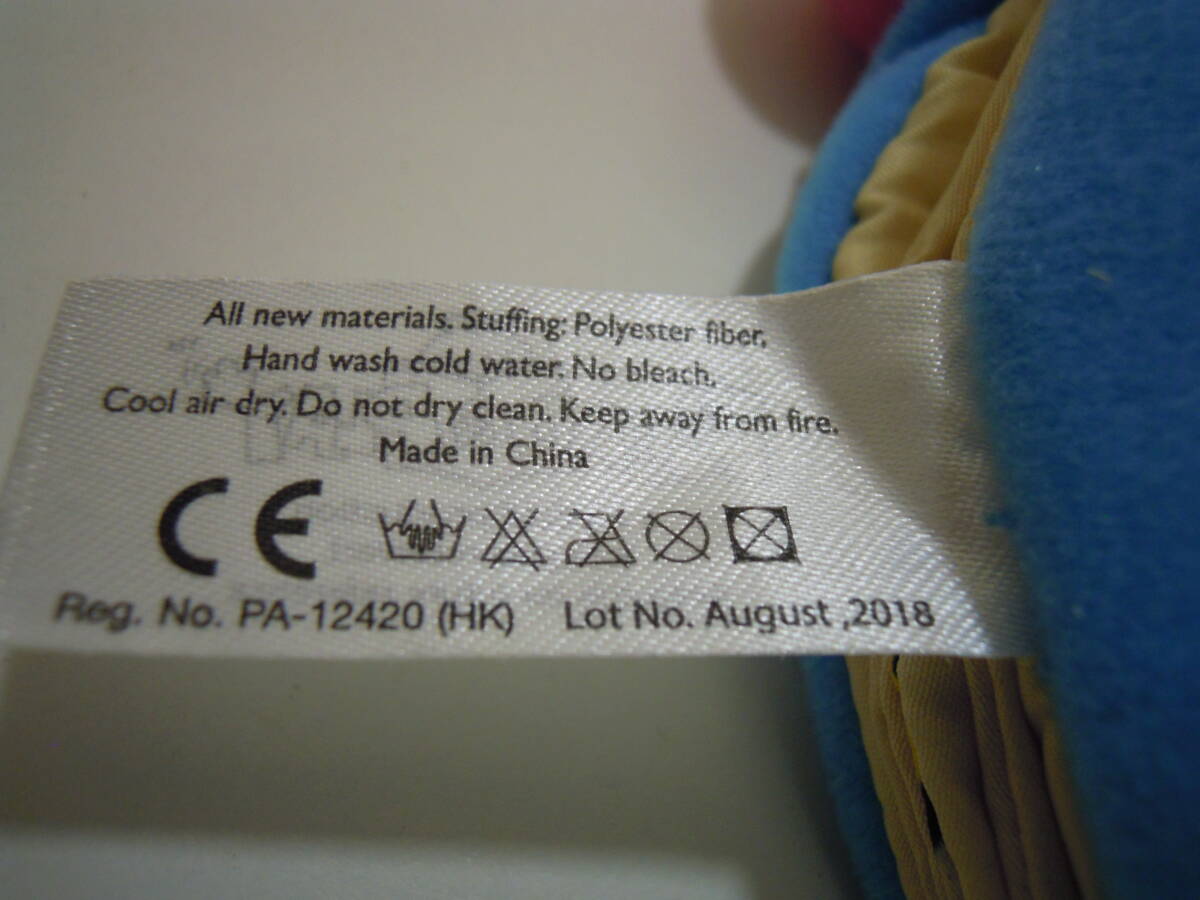 All new materials. Stuffing: Polyester fiber.
Hand wash cold water. No bleach.
Cool air dry. Do not dry clean. Keep away from fire.
Made in China
CE
Reg. No. PA-12420 (HK) Lot No. August ,2018